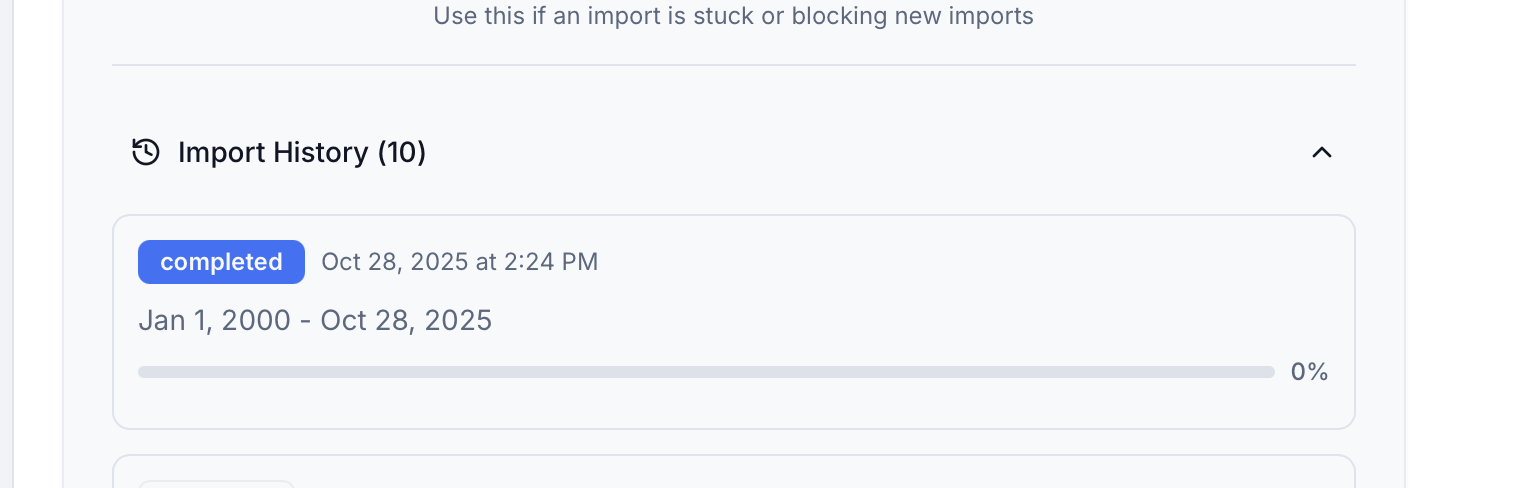 Use this if an import is stuck or blocking new imports
Import History (10)
completed Oct 28, 2025 at 2:24 PM
Jan 1, 2000 - Oct 28, 2025
0%